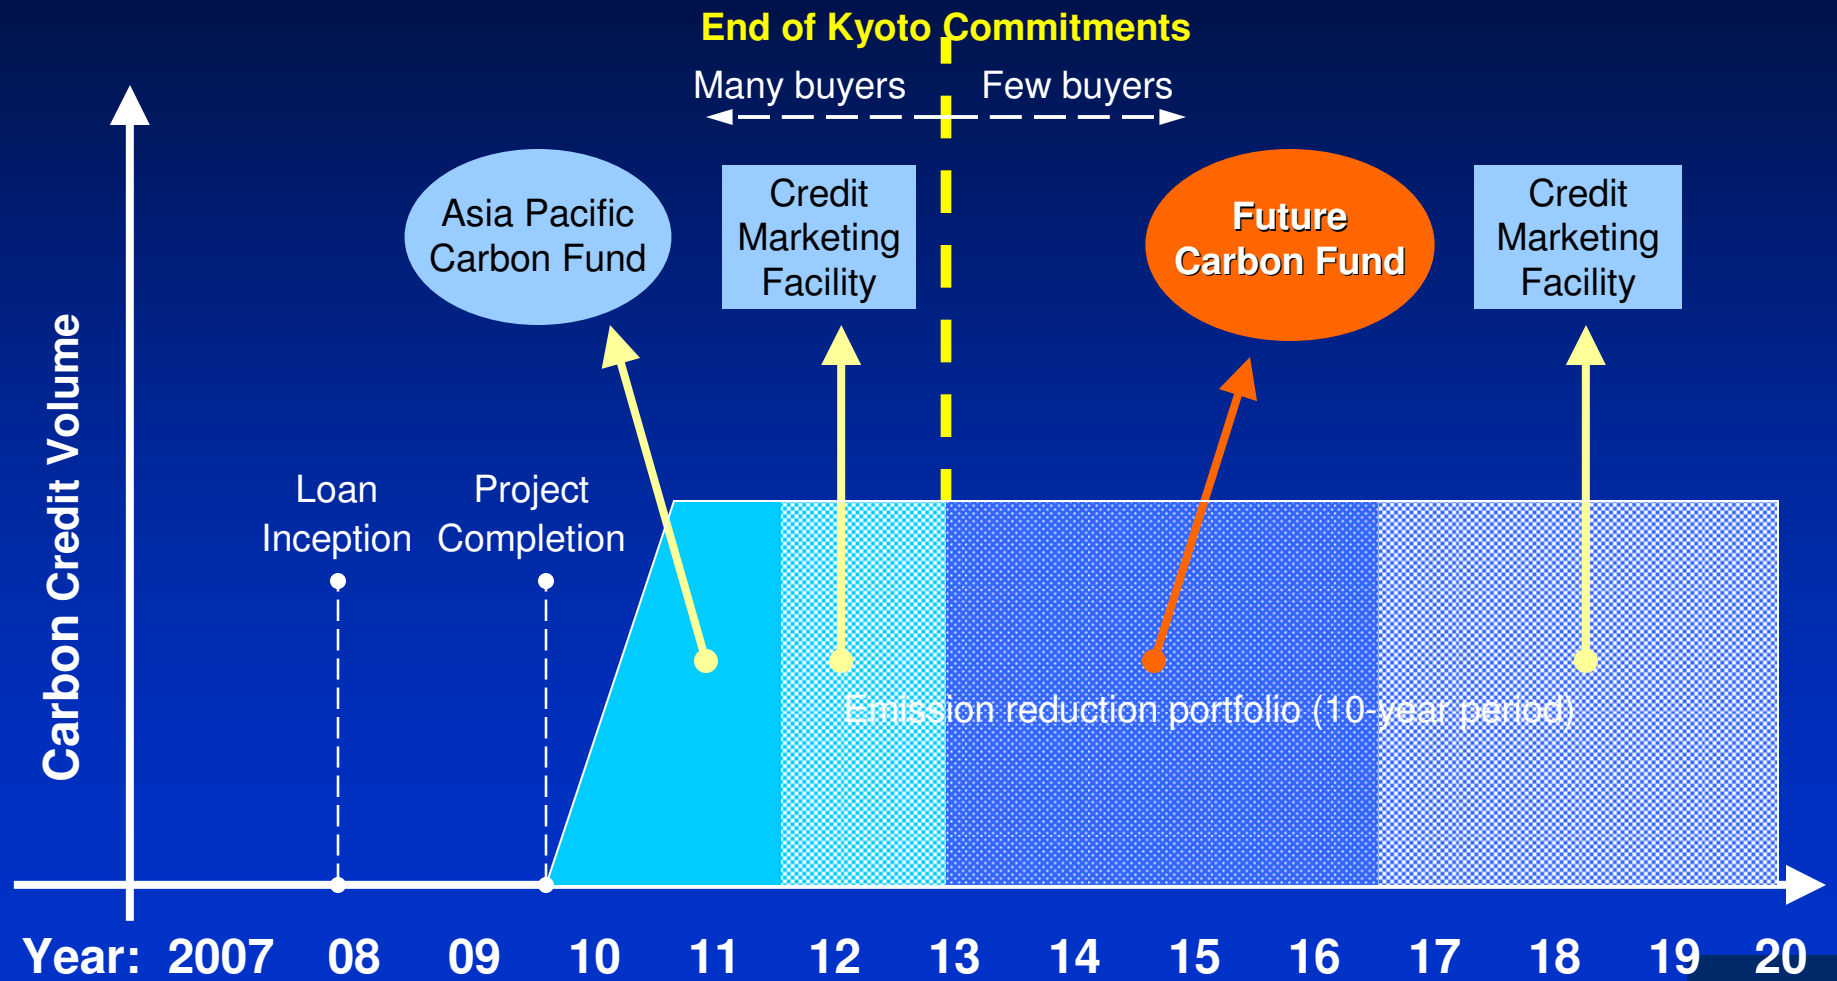 End of Kyoto Commitments
Many buyers Few buyers
Asia Pacific
Carbon Fund
Credit
Marketing
Facility
Future
Carbon Fund
Credit
Marketing
Facility
Carbon Credit Volume
Loan
Inception
Project
Completion
Emission reduction portfolio (10-year period)
Year: 2007 08 09 10 11 12 13 14 15 16 17 18 19 20